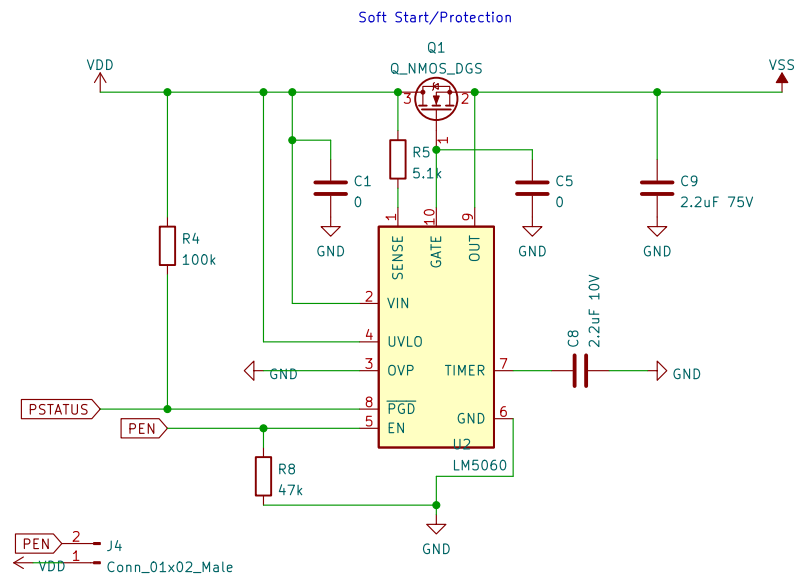 Soft Start/Protection
Q1
Q_NMOS_DGS
VDD
VSS
3
2
1
R5
5.1k
C1
0
C5
0
C9
2.2uF 75V
GND
GND
GND
R4
100k
1
10
9
SENSE
GATE
OUT
2
VIN
4
UVLO
3
OVP
GND
TIMER
7
C8
2.2uF 10V
GND
PSTATUS
8
PGD
PEN
5
EN
GND
6
U2
LM5060
R8
47k
GND
PEN
2
J4
VDD
1
Conn_01x02_Male